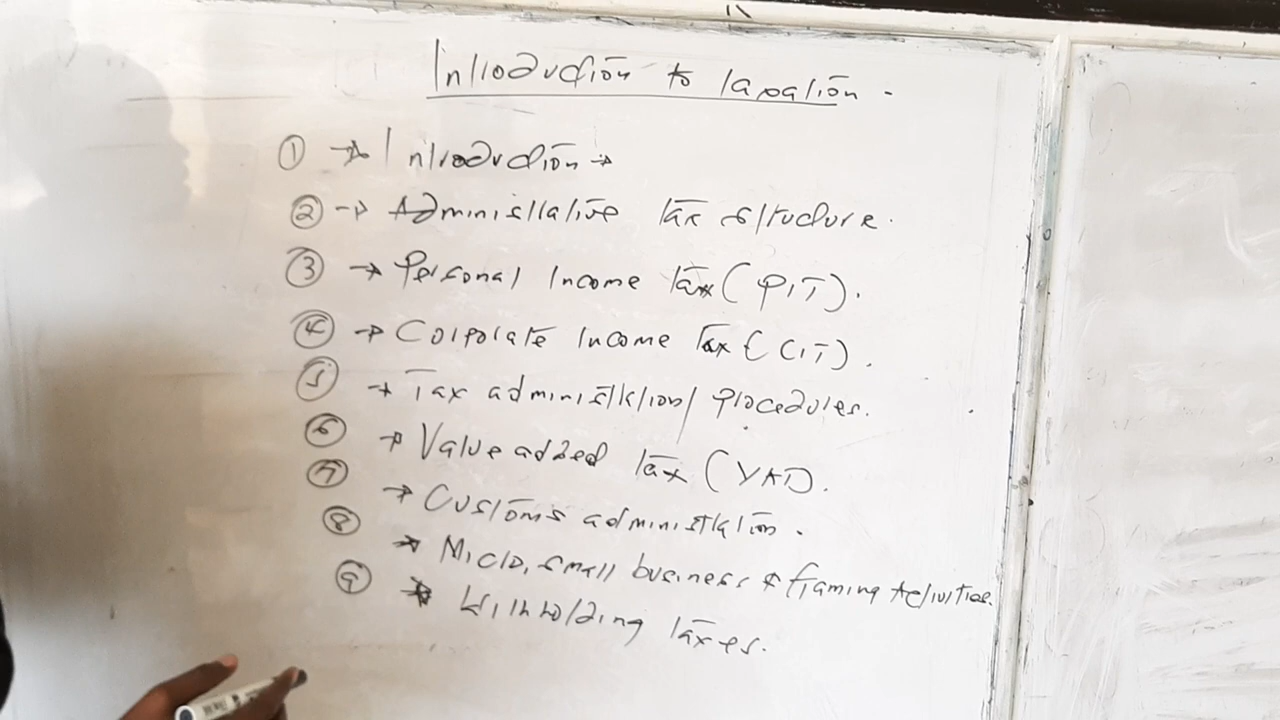 Introduction to Taxation.
① → Introduction →
② → Administrative Tax structure.
③ → Personal Income Tax (PIT).
④ → Corporate Income Tax (CIT).
⑤ → Tax administration/procedures.
⑥ → Value added Tax (VAT).
⑦ → Customs administration.
⑧ → Micro, small business & framing Activities.
⑨ → Withholding Taxes.